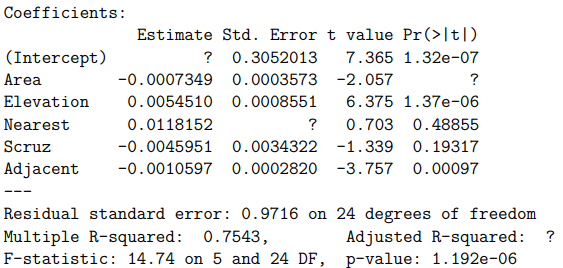 Coefficients:
Estimate Std. Error t value Pr(>|t|)
(Intercept) ? 0.3052013 7.365 1.32e-07
Area -0.0007349 0.0003573 -2.057 ?
Elevation 0.0054510 0.0008551 6.375 1.37e-06
Nearest 0.0118152 ? 0.703 0.48855
Scruz -0.0045951 0.0034322 -1.339 0.19317
Adjacent -0.0010597 0.0002820 -3.757 0.00097
---
Residual standard error: 0.9716 on 24 degrees of freedom
Multiple R-squared: 0.7543, Adjusted R-squared: ?
F-statistic: 14.74 on 5 and 24 DF, p-value: 1.192e-06